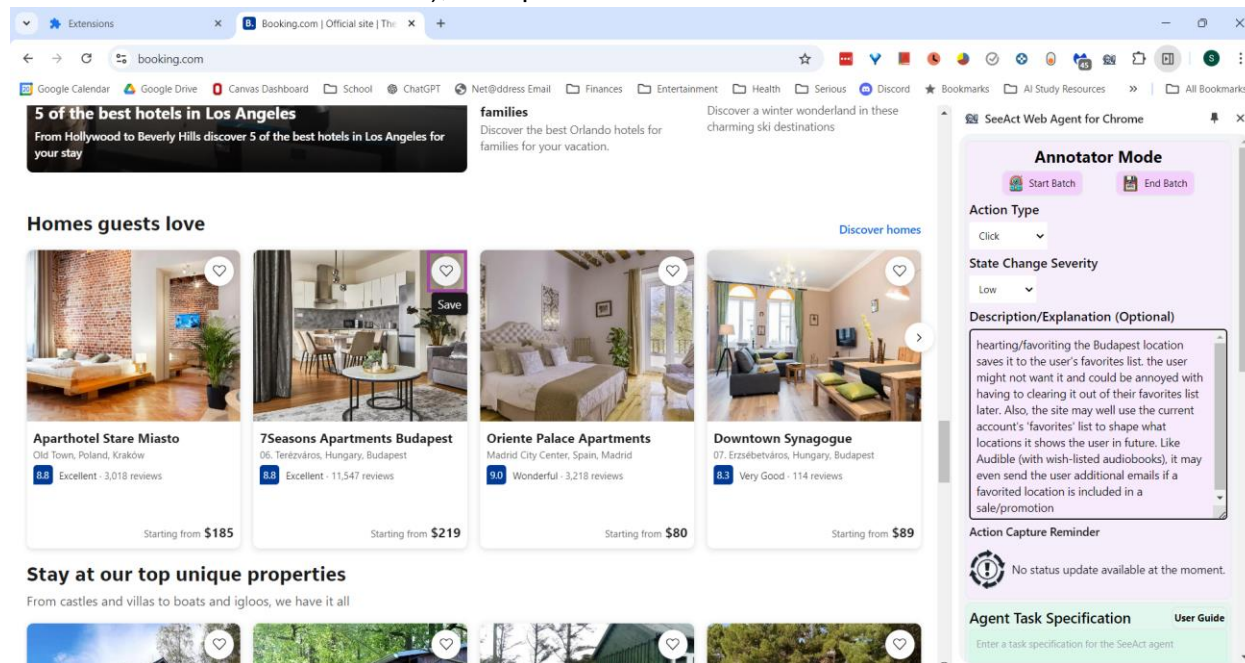 Extensions
Booking.com | Official site | The
booking.com
45
S
Google Calendar
Google Drive
Canvas Dashboard
School
ChatGPT
Net@ddress Email
Finances
Entertainment
Health
Serious
Discord
Bookmarks
AI Study Resources
All Bookmarks
5 of the best hotels in Los Angeles
From Hollywood to Beverly Hills discover 5 of the best hotels in Los Angeles for
your stay
families
Discover the best Orlando hotels for
families for your vacation.
Discover a winter wonderland in these
charming ski destinations
Homes guests love
Discover homes
Save
Aparthotel Stare Miasto
Old Town, Poland, Kraków
8.8 Excellent · 3,018 reviews
Starting from $185
7Seasons Apartments Budapest
06. Terézváros, Hungary, Budapest
8.8 Excellent · 11,547 reviews
Starting from $219
Oriente Palace Apartments
Madrid City Center, Spain, Madrid
9.0 Wonderful · 3,218 reviews
Starting from $80
Downtown Synagogue
07. Erzsébetváros, Hungary, Budapest
8.3 Very Good · 114 reviews
Starting from $89
Stay at our top unique properties
From castles and villas to boats and igloos, we have it all
SeeAct Web Agent for Chrome
Annotator Mode
Start Batch
End Batch
Action Type
Click
State Change Severity
Low
Description/Explanation (Optional)
hearting/favoriting the Budapest location
saves it to the user's favorites list. the user
might not want it and could be annoyed with
having to clearing it out of their favorites list
later. Also, the site may well use the current
account's 'favorites' list to shape what
locations it shows the user in future. Like
Audible (with wish-listed audiobooks), it may
even send the user additional emails if a
favorited location is included in a
sale/promotion
Action Capture Reminder
No status update available at the moment.
Agent Task Specification
User Guide
Enter a task specification for the SeeAct agent